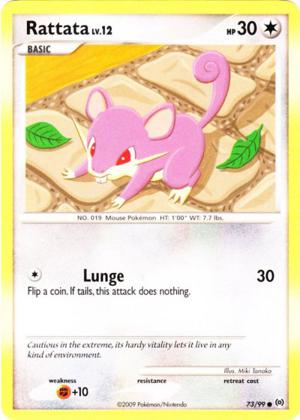 Rattata LV.12 HP 30
BASIC
NO. 019 Mouse Pokémon HT: 1'00" WT: 7.7 lbs.
Lunge 30
Flip a coin. If tails, this attack does nothing.
Cautious in the extreme, its hardy vitality lets it live in any
kind of environment.
Illus. Miki Tanaka
weakness resistance retreat cost
+10
©2009 Pokémon/Nintendo 73/99